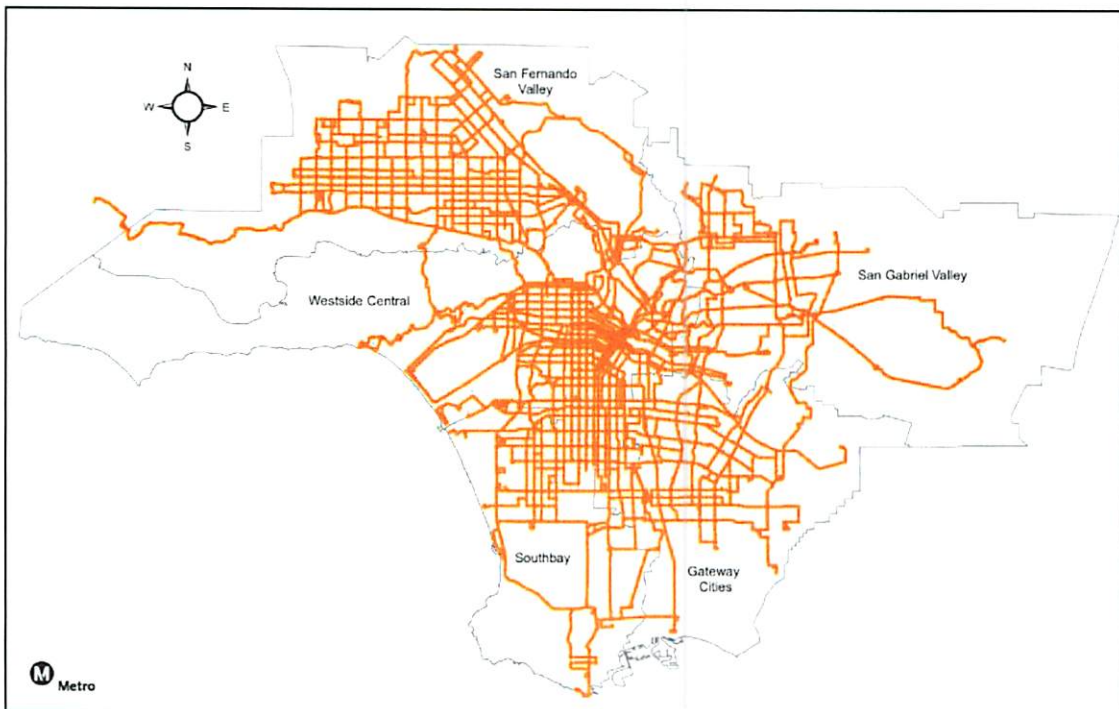 N
W E
S
San Fernando
Valley
San Gabriel Valley
Westside Central
Southbay
Gateway
Cities
M
Metro